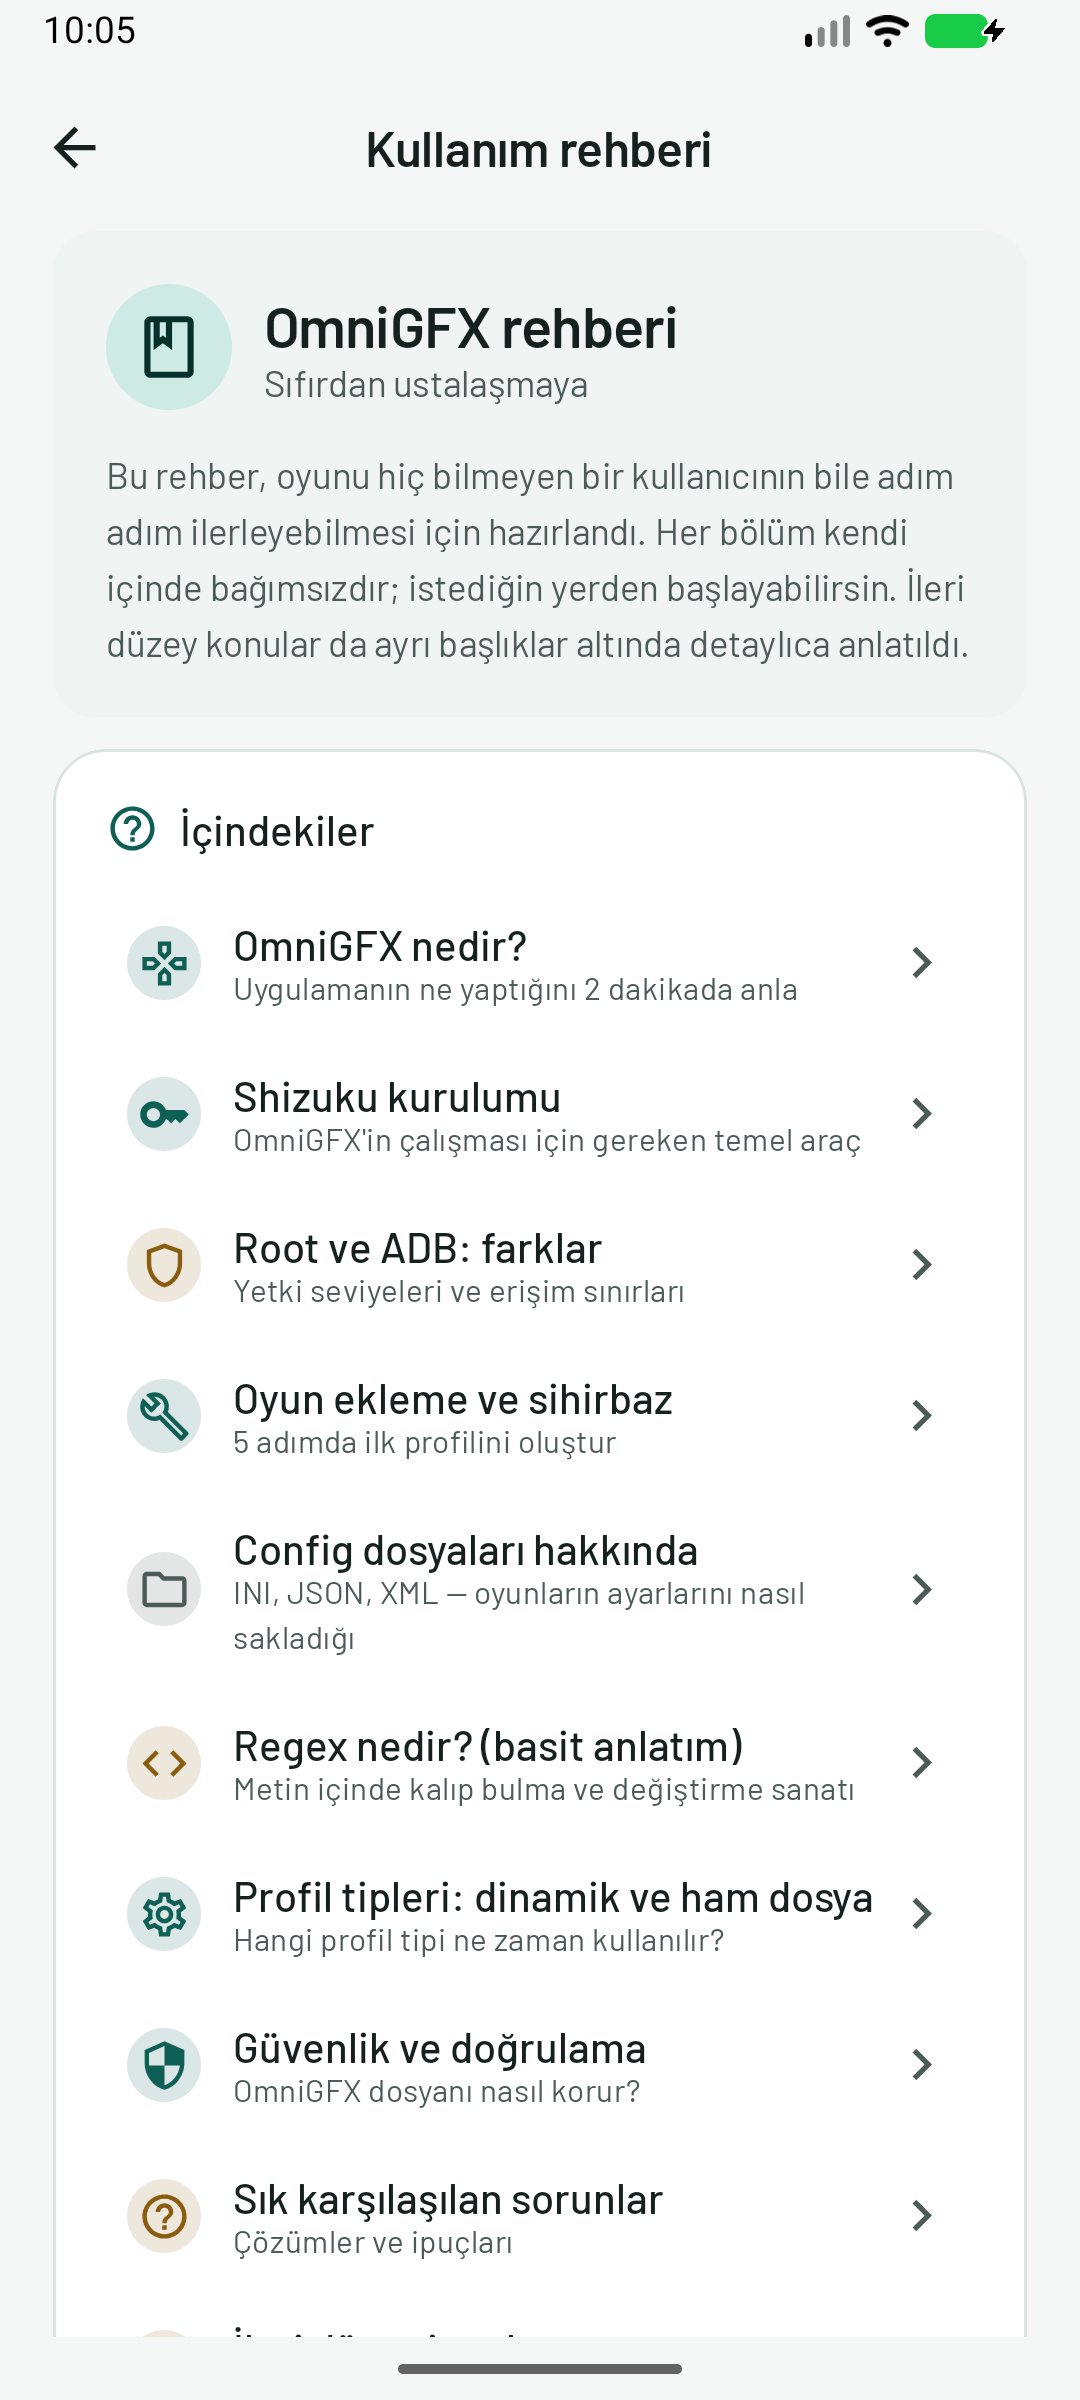 10:05
Kullanım rehberi
OmniGFX rehberi
Sıfırdan ustalaşmaya
Bu rehber, oyunu hiç bilmeyen bir kullanıcının bile adım
adım ilerleyebilmesi için hazırlandı. Her bölüm kendi
içinde bağımsızdır; istediğin yerden başlayabilirsin. İleri
düzey konular da ayrı başlıklar altında detaylıca anlatıldı.
İçindekiler
OmniGFX nedir?
Uygulamanın ne yaptığını 2 dakikada anla
Shizuku kurulumu
OmniGFX'in çalışması için gereken temel araç
Root ve ADB: farklar
Yetki seviyeleri ve erişim sınırları
Oyun ekleme ve sihirbaz
5 adımda ilk profilini oluştur
Config dosyaları hakkında
INI, JSON, XML — oyunların ayarlarını nasıl
sakladığı
Regex nedir? (basit anlatım)
Metin içinde kalıp bulma ve değiştirme sanatı
Profil tipleri: dinamik ve ham dosya
Hangi profil tipi ne zaman kullanılır?
Güvenlik ve doğrulama
OmniGFX dosyanı nasıl korur?
Sık karşılaşılan sorunlar
Çözümler ve ipuçları